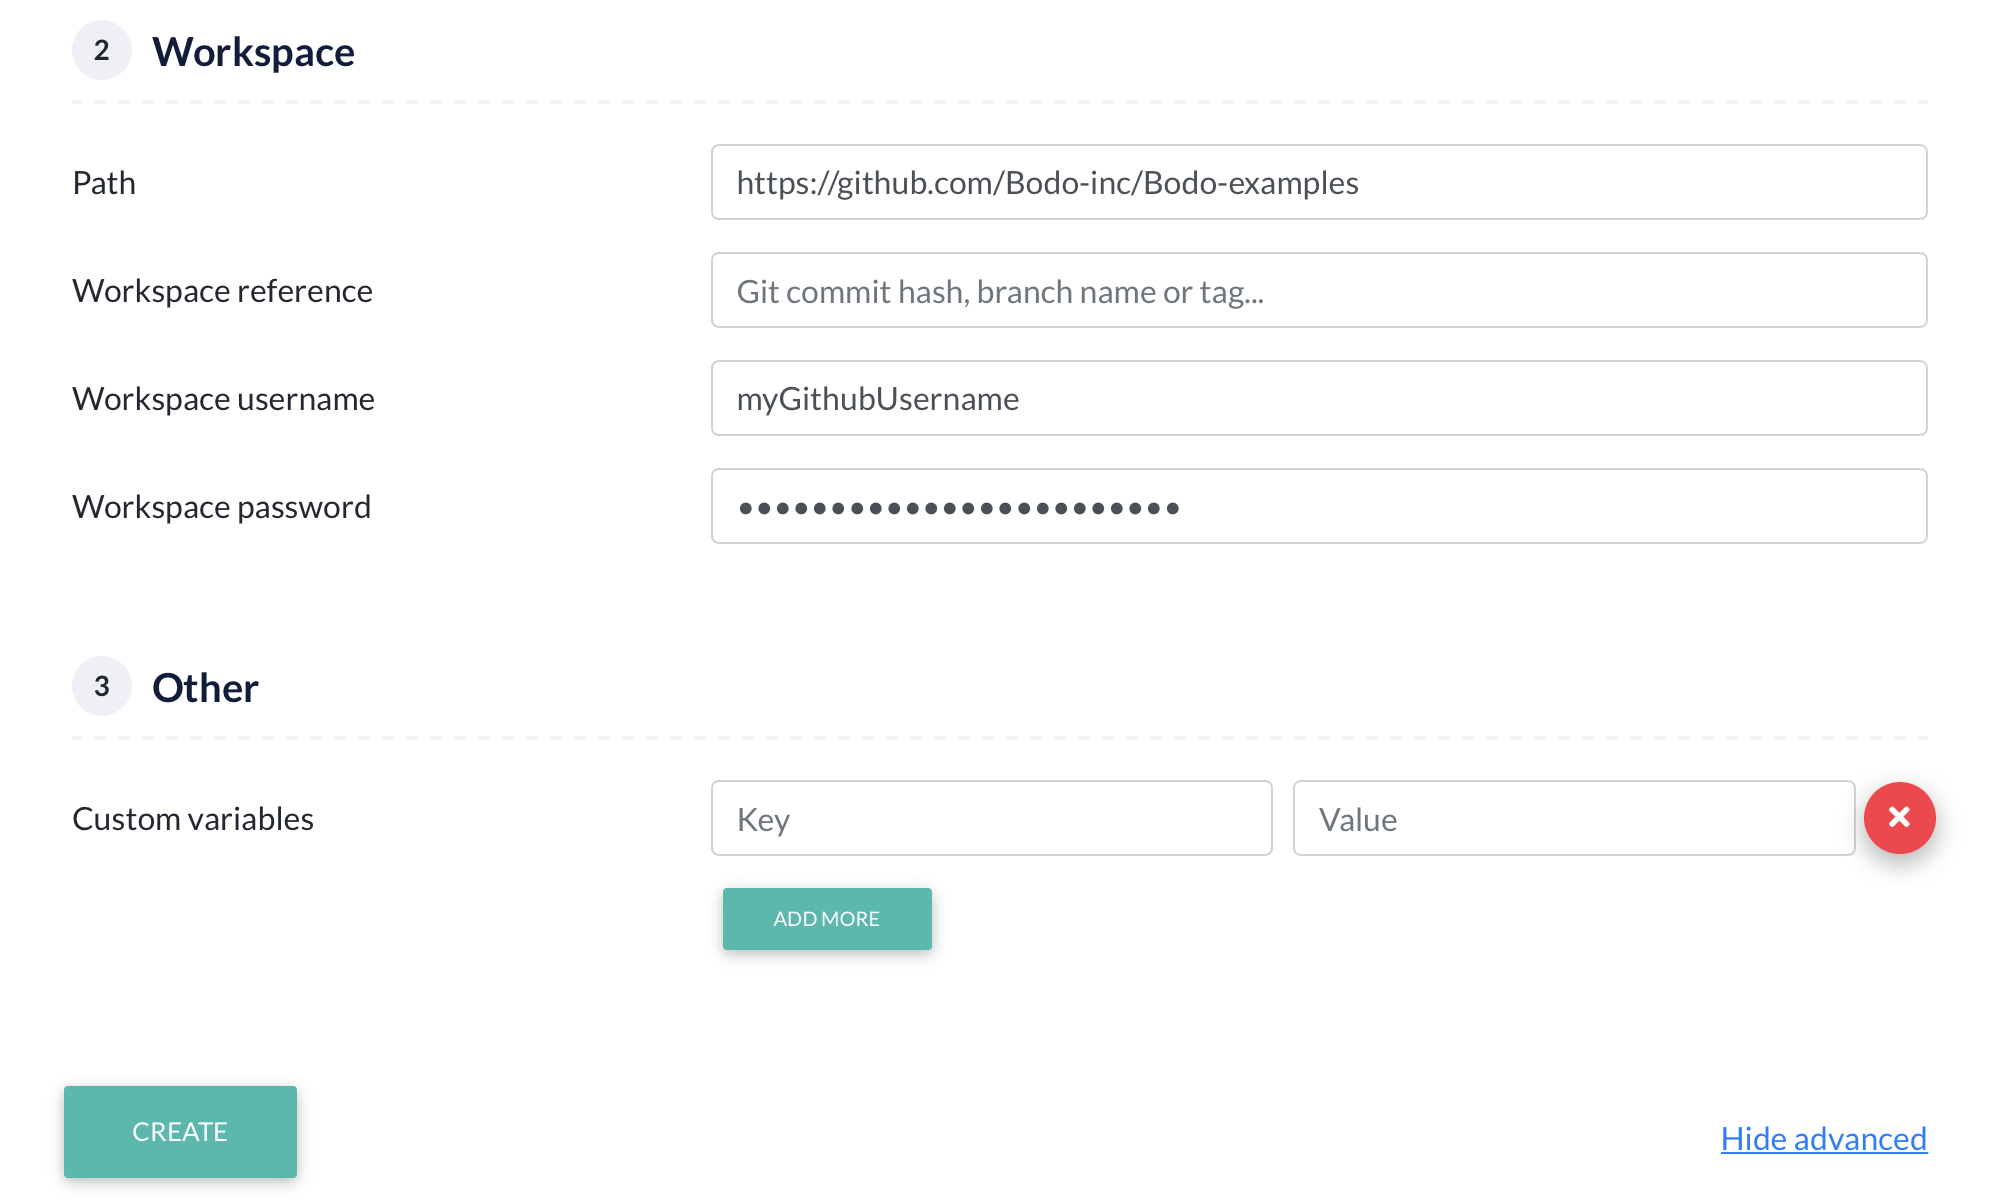 2 Workspace
Path https://github.com/Bodo-inc/Bodo-examples
Workspace reference Git commit hash, branch name or tag...
Workspace username myGithubUsername
Workspace password ••••••••••••••••••••••••
3 Other
Custom variables Key Value
ADD MORE
CREATE Hide advanced